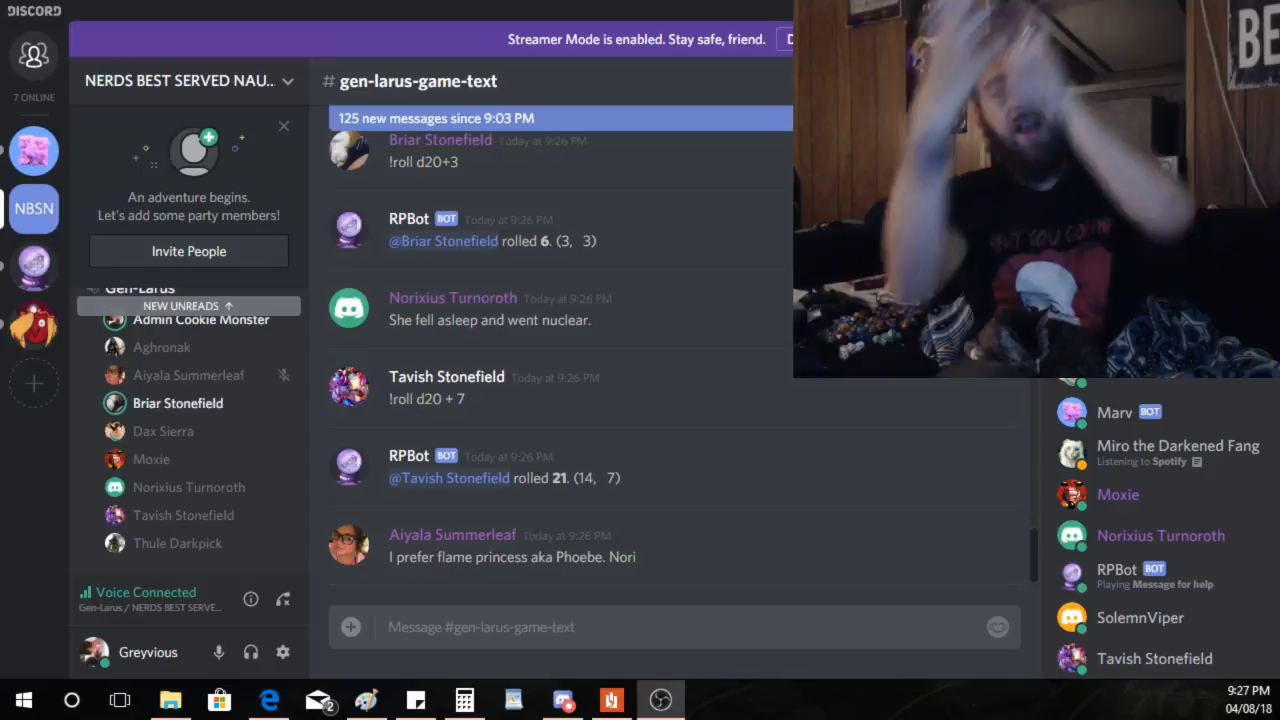 DISCORD
7 ONLINE
NBSN
NERDS BEST SERVED NAU...
An adventure begins.
Let's add some party members!
Invite People
Gen-Larus
NEW UNREADS ↑
Admin Cookie Monster
Aghronak
Aiyala Summerleaf
Briar Stonefield
Dax Sierra
Moxie
Norixius Turnoroth
Tavish Stonefield
Thule Darkpick
Voice Connected
Gen-Larus / NERDS BEST SERVE...
Greyvious
Streamer Mode is enabled. Stay safe, friend.
D
# gen-larus-game-text
125 new messages since 9:03 PM
Briar Stonefield Today at 9:26 PM
!roll d20+3
RPBot BOT Today at 9:26 PM
@Briar Stonefield rolled 6. (3, 3)
Norixius Turnoroth Today at 9:26 PM
She fell asleep and went nuclear.
Tavish Stonefield Today at 9:26 PM
!roll d20 + 7
RPBot BOT Today at 9:26 PM
@Tavish Stonefield rolled 21. (14, 7)
Aiyala Summerleaf Today at 9:26 PM
I prefer flame princess aka Phoebe. Nori
Message #gen-larus-game-text
BE
Marv BOT
Miro the Darkened Fang
Listening to Spotify
Moxie
Norixius Turnoroth
RPBot BOT
Playing Message for help
SolemnViper
Tavish Stonefield
2
9:27 PM
04/08/18